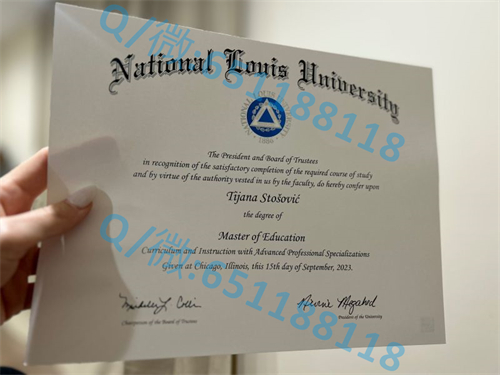 National Louis University
NATIONAL LOUIS UNIVERSITY
1886
The President and Board of Trustees
in recognition of the satisfactory completion of the required course of study
and by virtue of the authority vested in us by the faculty, do hereby confer upon
Tijana Stošović
the degree of
Master of Education
Curriculum and Instruction with Advanced Professional Specializations
Given at Chicago, Illinois, this 15th day of September, 2023.
Chairperson of the Board of Trustees
President of the University
Q/微:651188118
Q/微:651188118